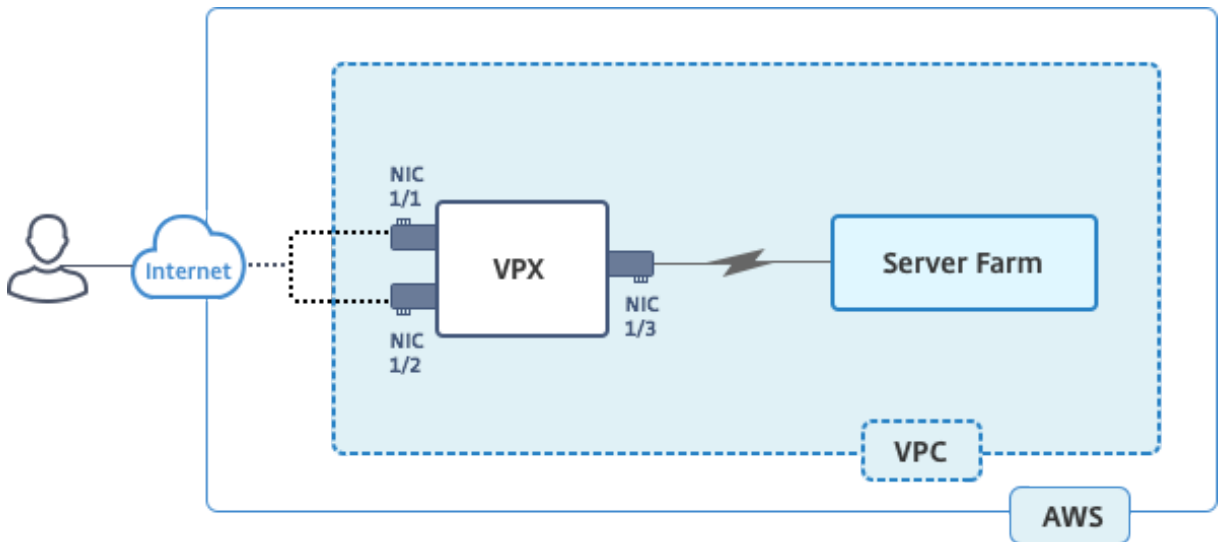 NIC
1/1
Internet
VPX
Server Farm
NIC
1/3
NIC
1/2
VPC
AWS